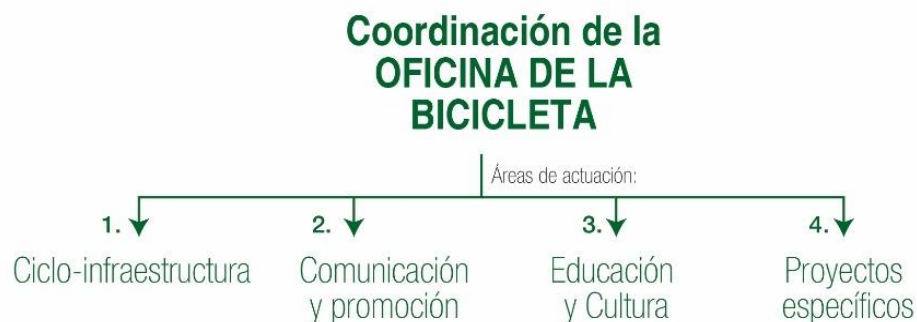 Coordinación de la
OFICINA DE LA
BICICLETA
Áreas de actuación:
1.
Ciclo-infraestructura
2.
Comunicación
y promoción
3.
Educación
y Cultura
4.
Proyectos
específicos